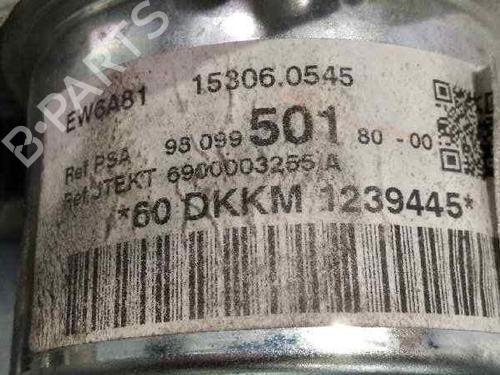 EW6A81 15306.0545
Ref PSA 98 099 501 80 - 00
Ref JTEKT 6900003255/A
*60 DKKM 1239445*
B-PARTS